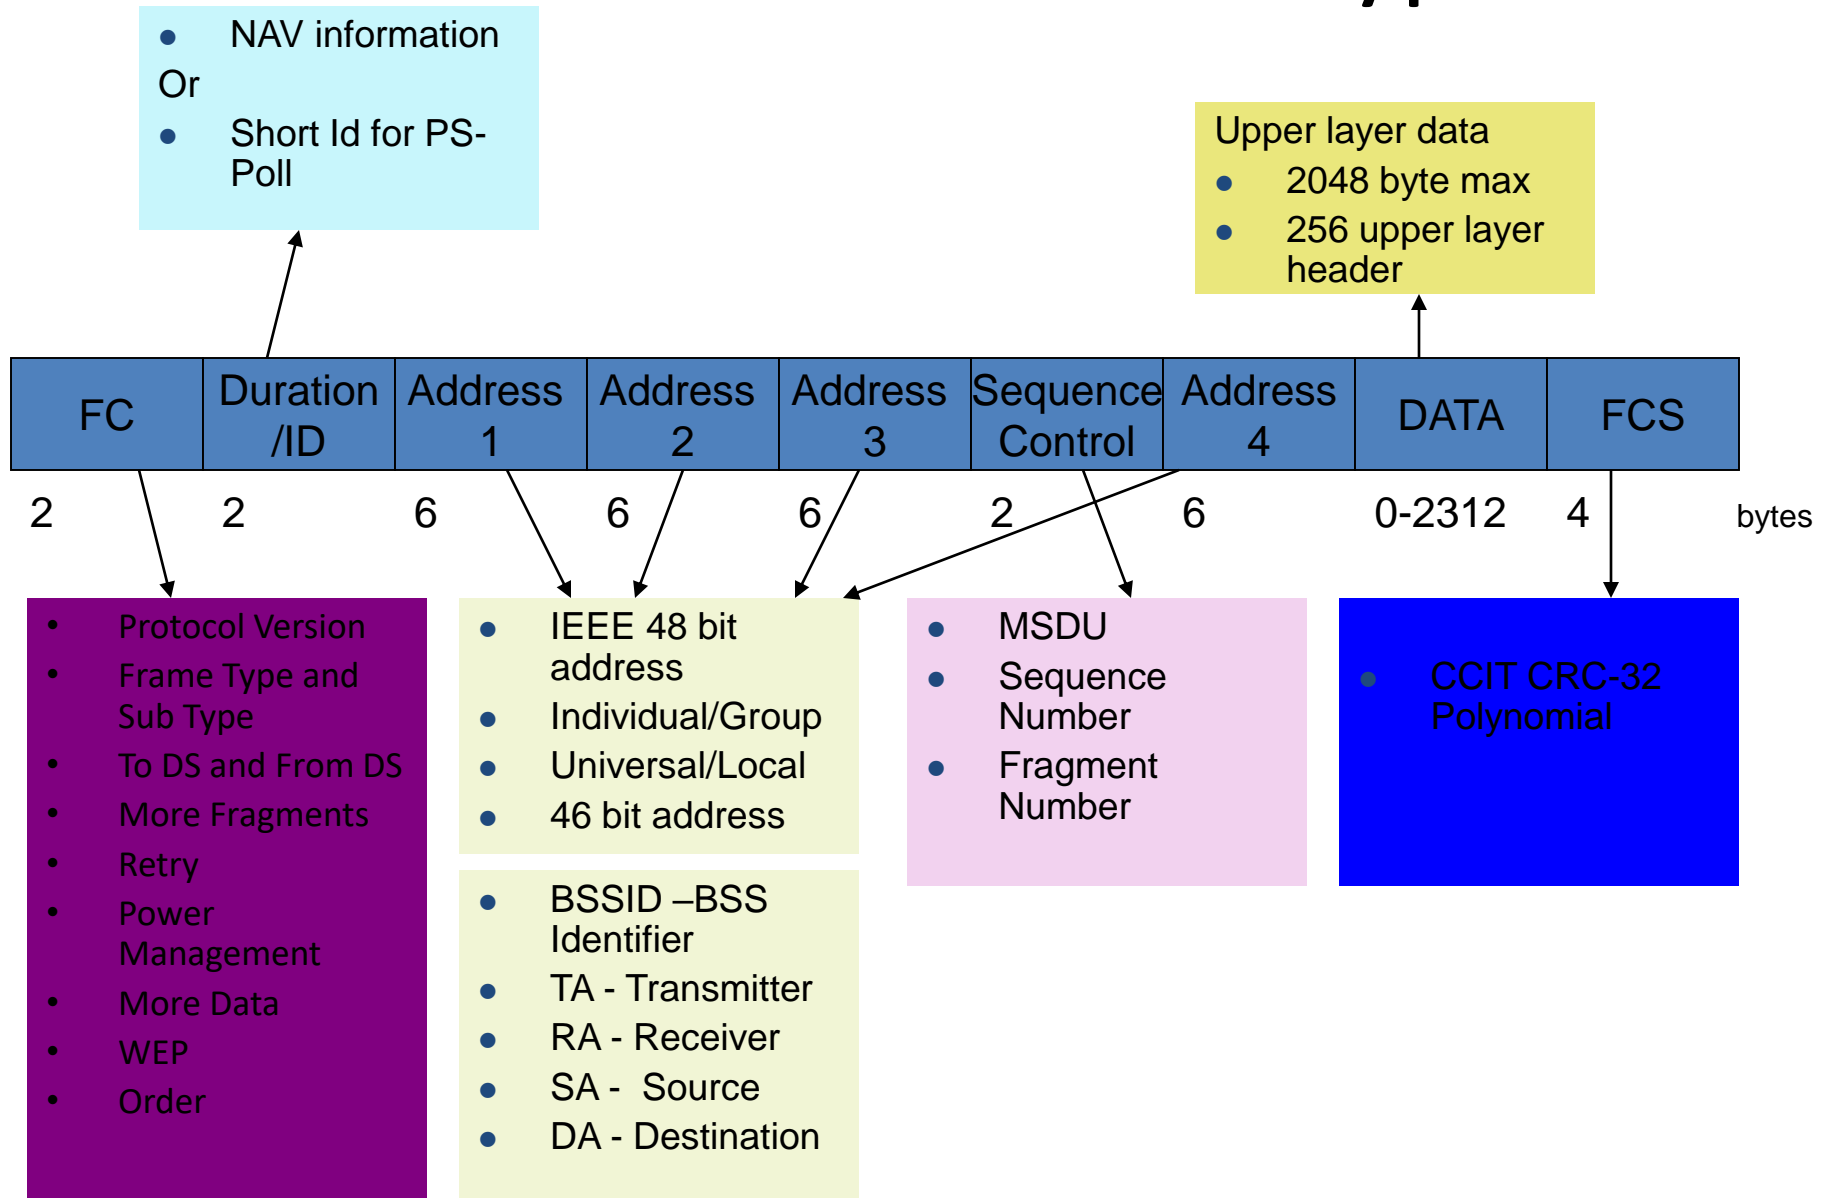 NAV information
Or
Short Id for PS-
Poll
Upper layer data
2048 byte max
256 upper layer
header
FC
Duration
/ID
Address
1
Address
2
Address
3
Sequence
Control
Address
4
DATA
FCS
2
2
6
6
6
2
6
0-2312
4
bytes
Protocol Version
Frame Type and
Sub Type
To DS and From DS
More Fragments
Retry
Power
Management
More Data
WEP
Order
IEEE 48 bit
address
Individual/Group
Universal/Local
46 bit address
BSSID –BSS
Identifier
TA - Transmitter
RA - Receiver
SA - Source
DA - Destination
MSDU
Sequence
Number
Fragment
Number
CCIT CRC-32
Polynomial